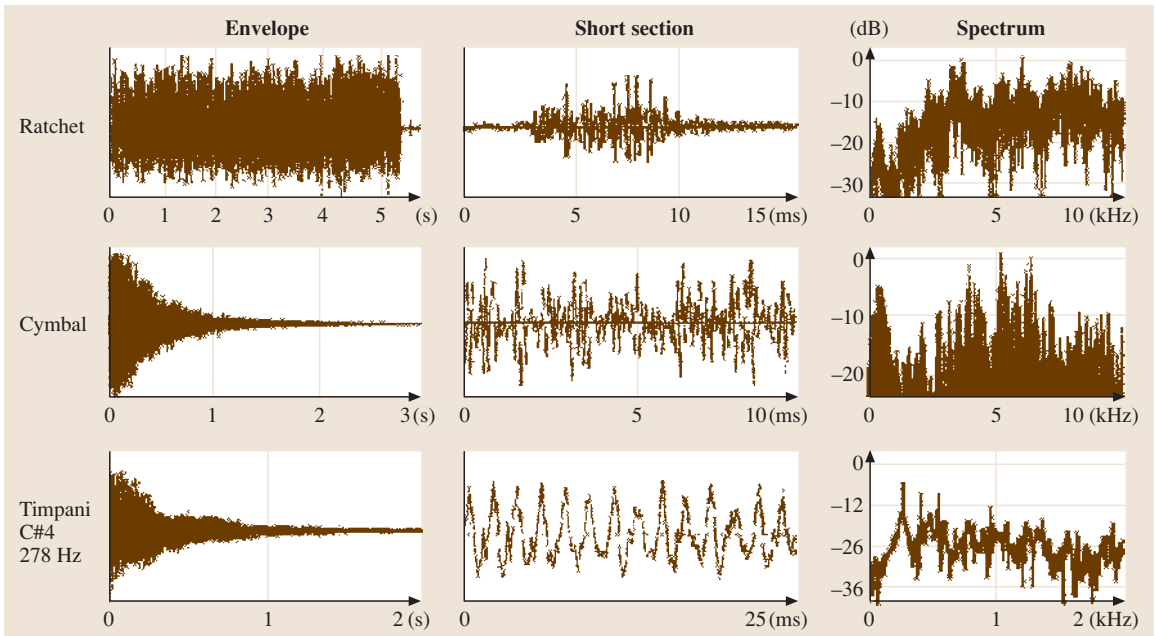 Envelope Short section (dB) Spectrum
Ratchet
0
–10
–20
–30
0 1 2 3 4 5 (s)
0 5 10 15 (ms)
0 5 10 (kHz)
Cymbal
0
–10
–20
0 1 2 3 (s)
0 5 10 (ms)
0 5 10 (kHz)
Timpani
C#4
278 Hz
0
–12
–26
–36
0 1 2 (s)
0 25 (ms)
0 1 2 (kHz)